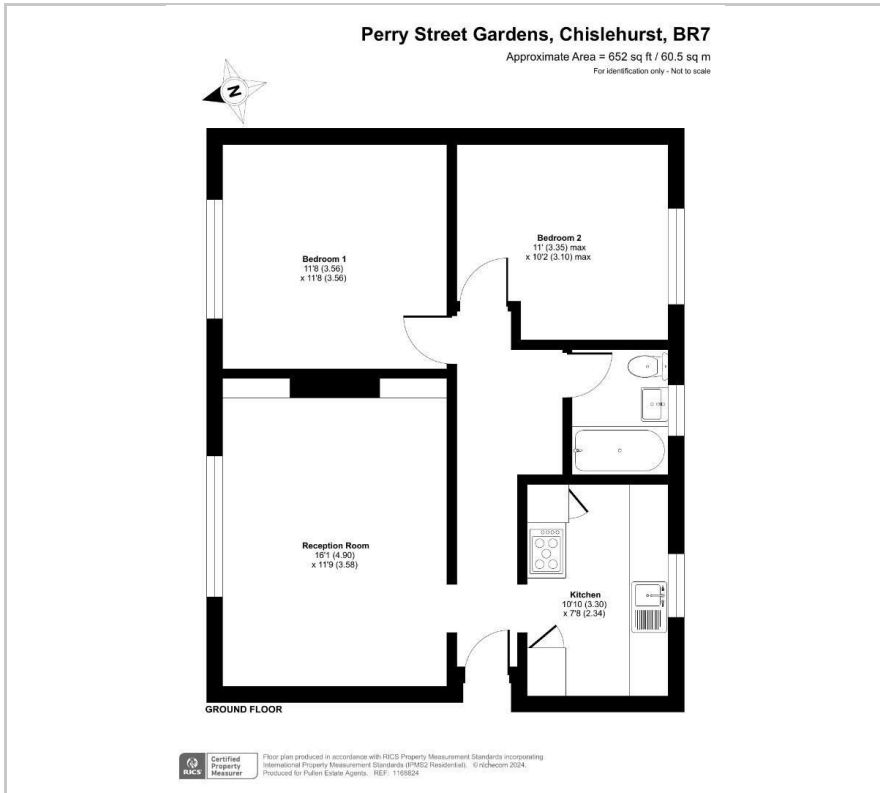 Perry Street Gardens, Chislehurst, BR7
Approximate Area = 652 sq ft / 60.5 sq m
For identification only - Not to scale
N
Bedroom 1
11'8 (3.56)
x 11'8 (3.56)
Bedroom 2
11' (3.35) max
x 10'2 (3.10) max
Reception Room
16'1 (4.90)
x 11'9 (3.58)
Kitchen
10'10 (3.30)
x 7'8 (2.34)
GROUND FLOOR
RICS
Certified
Property
Measurer
Floor plan produced in accordance with RICS Property Measurement Standards incorporating
International Property Measurement Standards (IPMS2 Residential). ©nichecom 2024.
Produced for Pullen Estate Agents. REF: 1168824